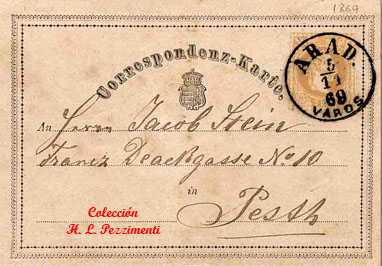 1869
Correspondenz-Karte.
ARAD.
5
11
69
VÁROS
An Herrn Jacob Stein
Franz Deackgasse No 10
in
Pesth
Colección
H. L. Pezzimenti